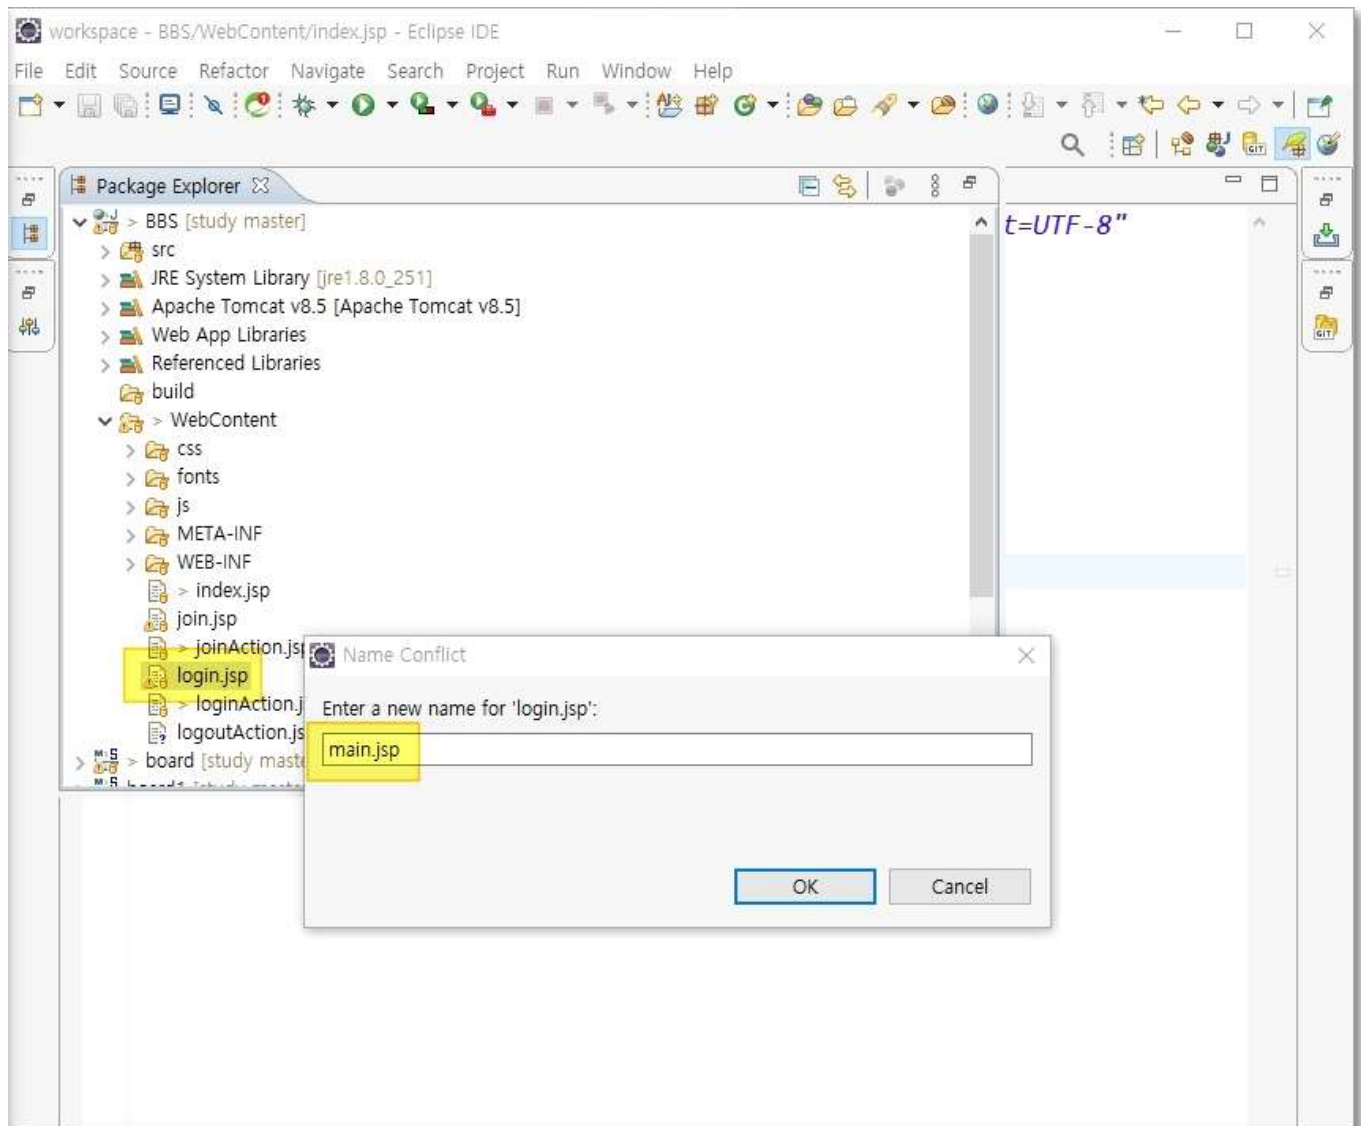 workspace - BBS/WebContent/index.jsp - Eclipse IDE
File Edit Source Refactor Navigate Search Project Run Window Help
Package Explorer
t=UTF-8"
> BBS [study master]
src
JRE System Library [jre1.8.0_251]
Apache Tomcat v8.5 [Apache Tomcat v8.5]
Web App Libraries
Referenced Libraries
build
> WebContent
css
fonts
js
META-INF
WEB-INF
> index.jsp
join.jsp
> joinAction.jsp
login.jsp
> loginAction.j
logoutAction.js
> board [study maste
Name Conflict
Enter a new name for 'login.jsp':
main.jsp
OK Cancel